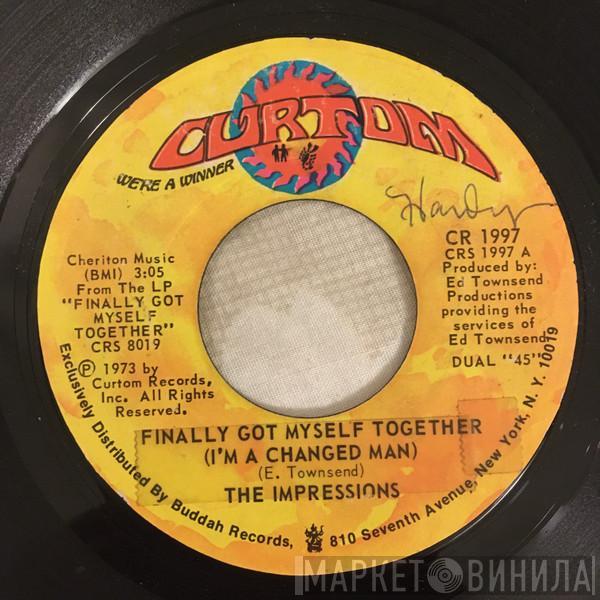 CURTOM
WE'RE A WINNER
Hardy
CR 1997
CRS 1997 A
Produced by:
Ed Townsend
Productions
providing the
services of
Ed Townsend
DUAL "45"
Cheriton Music
(BMI) 3:05
From The LP
"FINALLY GOT
MYSELF
TOGETHER"
CRS 8019
Ⓟ 1973 by
Curtom Records,
Inc. All Rights
Reserved.
FINALLY GOT MYSELF TOGETHER
(I'M A CHANGED MAN)
(E. Townsend)
THE IMPRESSIONS
Exclusively Distributed By Buddah Records, 810 Seventh Avenue, New York, N. Y. 10019
МАРКЕТ ВИНИЛА